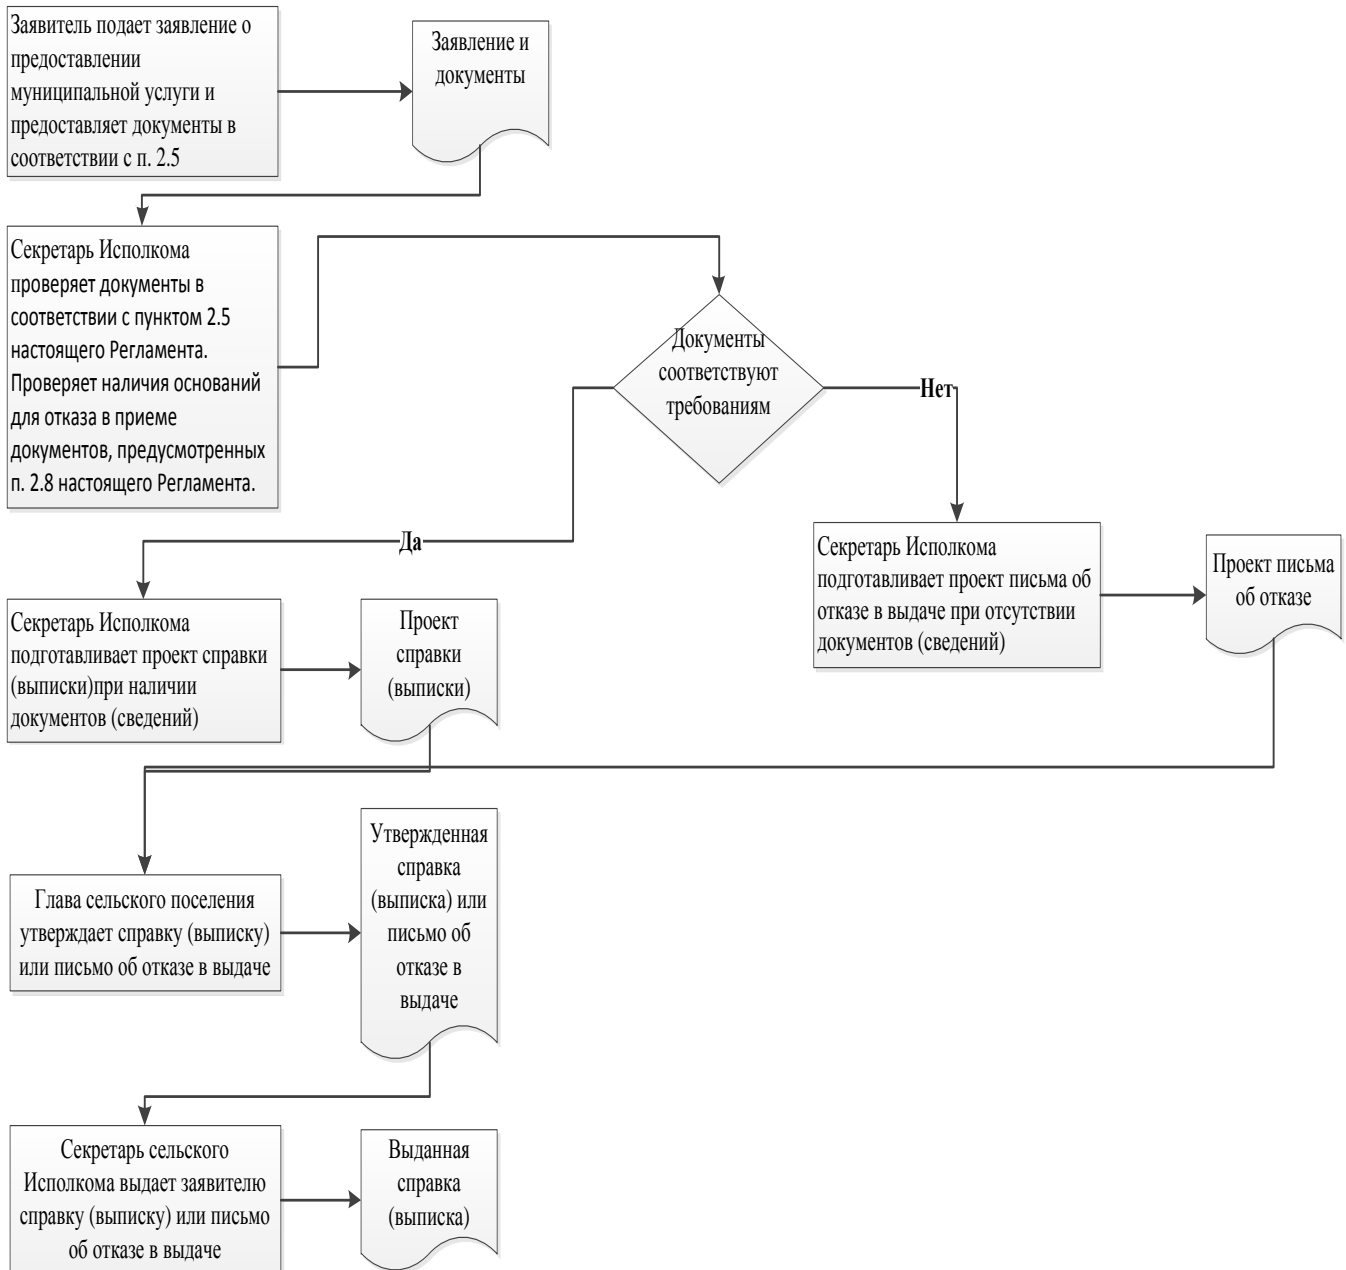 Заявитель подает заявление о
предоставлении
муниципальной услуги и
предоставляет документы в
соответствии с п. 2.5
Заявление и
документы
Секретарь Исполкома
проверяет документы в
соответствии с пунктом 2.5
настоящего Регламента.
Проверяет наличия оснований
для отказа в приеме
документов, предусмотренных
п. 2.8 настоящего Регламента.
Документы
соответствуют
требованиям
Нет
Да
Секретарь Исполкома
подготавливает проект письма об
отказе в выдаче при отсутствии
документов (сведений)
Проект письма
об отказе
Секретарь Исполкома
подготавливает проект справки
(выписки)при наличии
документов (сведений)
Проект
справки
(выписки)
Глава сельского поселения
утверждает справку (выписку)
или письмо об отказе в выдаче
Утвержденная
справка
(выписка) или
письмо об
отказе в
выдаче
Секретарь сельского
Исполкома выдает заявителю
справку (выписку) или письмо
об отказе в выдаче
Выданная
справка
(выписка)